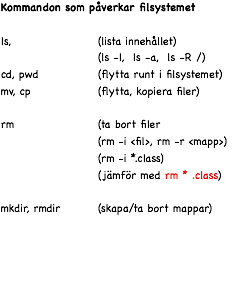 Kommandon som påverkar filsystemet
ls, (lista innehållet)
(ls -l, ls -a, ls -R /)
cd, pwd (flytta runt i filsystemet)
mv, cp (flytta, kopiera filer)
rm (ta bort filer
(rm -i <fil>, rm -r <mapp>)
(rm -i *.class)
(jämför med rm * .class)
mkdir, rmdir (skapa/ta bort mappar)